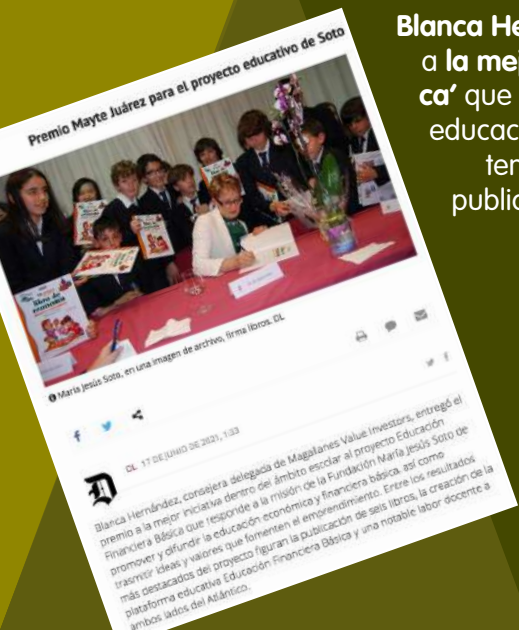 Premio Mayte Juárez para el proyecto educativo de Soto
María Jesús Soto, en una imagen de archivo, firma libros. DL
DL 17 DE JUNIO DE 2021, 1:33
Blanca Hernández, consejera delegada de Magallanes Value Investors, entregó el
premio a la mejor iniciativa dentro del ámbito escolar al proyecto Educación
Financiera Básica que responde a la misión de la Fundación María Jesús Soto de
promover y difundir la educación económica y financiera básica, así como
trasmitir ideas y valores que fomenten el emprendimiento. Entre los resultados
más destacados del proyecto figuran la publicación de seis libros, la creación de la
plataforma educativa Educación Financiera Básica y una notable labor docente a
ambos lados del Atlántico.
Blanca He
a la me
ca’ que
educac
ten
public